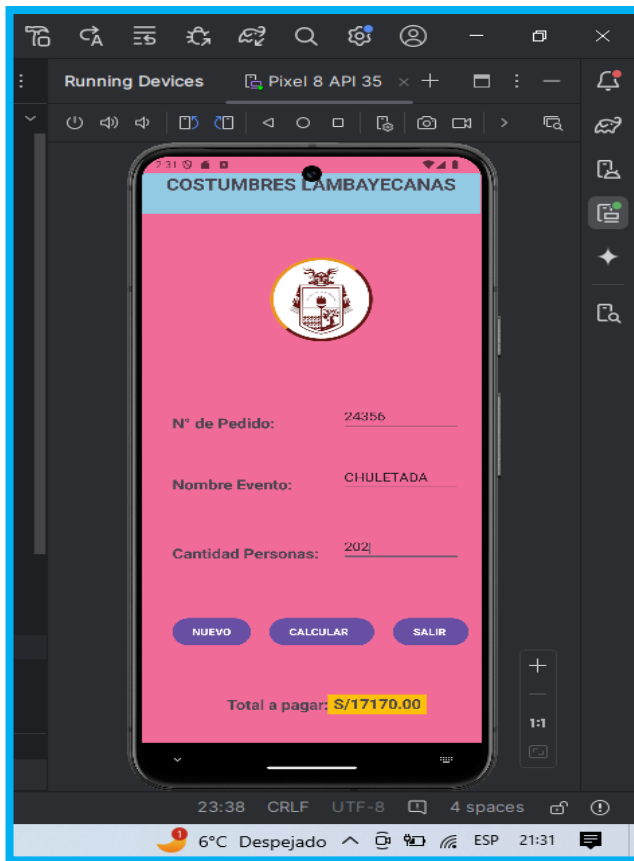 Running Devices Pixel 8 API 35
2:31
COSTUMBRES LAMBAYECANAS
N° de Pedido: 24356
Nombre Evento: CHULETADA
Cantidad Personas: 202
NUEVO CALCULAR SALIR
Total a pagar: S/17170.00
1:1
23:38 CRLF UTF-8 4 spaces
1 6°C Despejado ESP 21:31